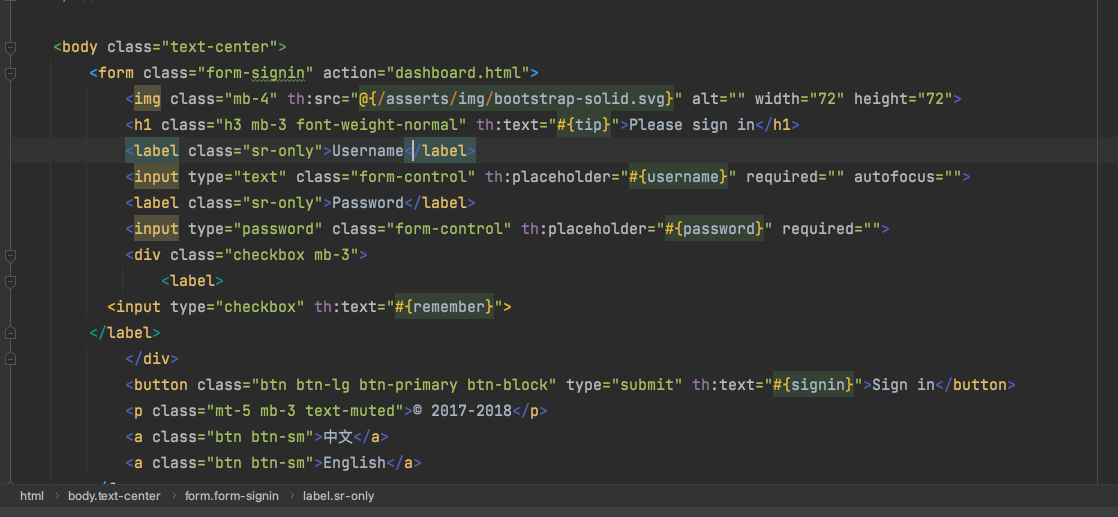 <body class="text-center">
<form class="form-signin" action="dashboard.html">
<img class="mb-4" th:src="@{/asserts/img/bootstrap-solid.svg}" alt="" width="72" height="72">
<h1 class="h3 mb-3 font-weight-normal" th:text="#{tip}">Please sign in</h1>
<label class="sr-only">Username</label>
<input type="text" class="form-control" th:placeholder="#{username}" required="" autofocus="">
<label class="sr-only">Password</label>
<input type="password" class="form-control" th:placeholder="#{password}" required="">
<div class="checkbox mb-3">
<label>
<input type="checkbox" th:text="#{remember}">
</label>
</div>
<button class="btn btn-lg btn-primary btn-block" type="submit" th:text="#{signin}">Sign in</button>
<p class="mt-5 mb-3 text-muted">© 2017-2018</p>
<a class="btn btn-sm">中文</a>
<a class="btn btn-sm">English</a>
html › body.text-center › form.form-signin › label.sr-only